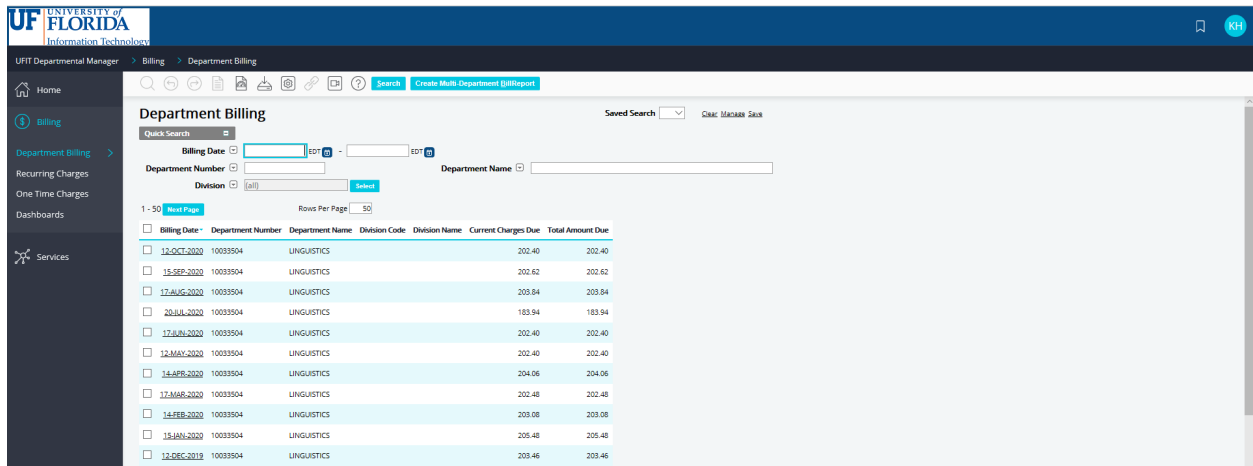 UF UNIVERSITY of
FLORIDA
Information Technology
KH
UFIT Departmental Manager > Billing > Department Billing
Home
Search Create Multi-Department BillReport
Department Billing
Saved Search Clear Manage Save
$ Billing
Quick Search
Billing Date EDT - EDT
Department Billing >
Department Number Department Name
Recurring Charges
Division (all) Select
One Time Charges
1 - 50 Next Page Rows Per Page 50
Dashboards
Billing Date Department Number Department Name Division Code Division Name Current Charges Due Total Amount Due
Services
12-OCT-2020 10033504 LINGUISTICS 202.40 202.40
15-SEP-2020 10033504 LINGUISTICS 202.62 202.62
17-AUG-2020 10033504 LINGUISTICS 203.84 203.84
20-JUL-2020 10033504 LINGUISTICS 183.94 183.94
17-JUN-2020 10033504 LINGUISTICS 202.40 202.40
12-MAY-2020 10033504 LINGUISTICS 202.40 202.40
14-APR-2020 10033504 LINGUISTICS 204.06 204.06
17-MAR-2020 10033504 LINGUISTICS 202.48 202.48
14-FEB-2020 10033504 LINGUISTICS 203.08 203.08
15-JAN-2020 10033504 LINGUISTICS 205.48 205.48
12-DEC-2019 10033504 LINGUISTICS 203.46 203.46